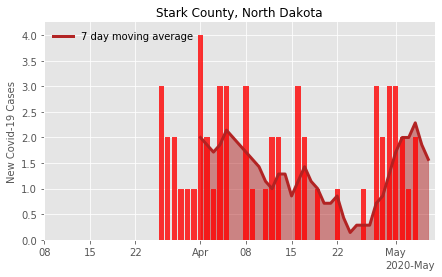 Stark County, North Dakota
7 day moving average
New Covid-19 Cases
4.0
3.5
3.0
2.5
2.0
1.5
1.0
0.5
0.0
08 15 22 Apr 08 15 22 May
2020-May